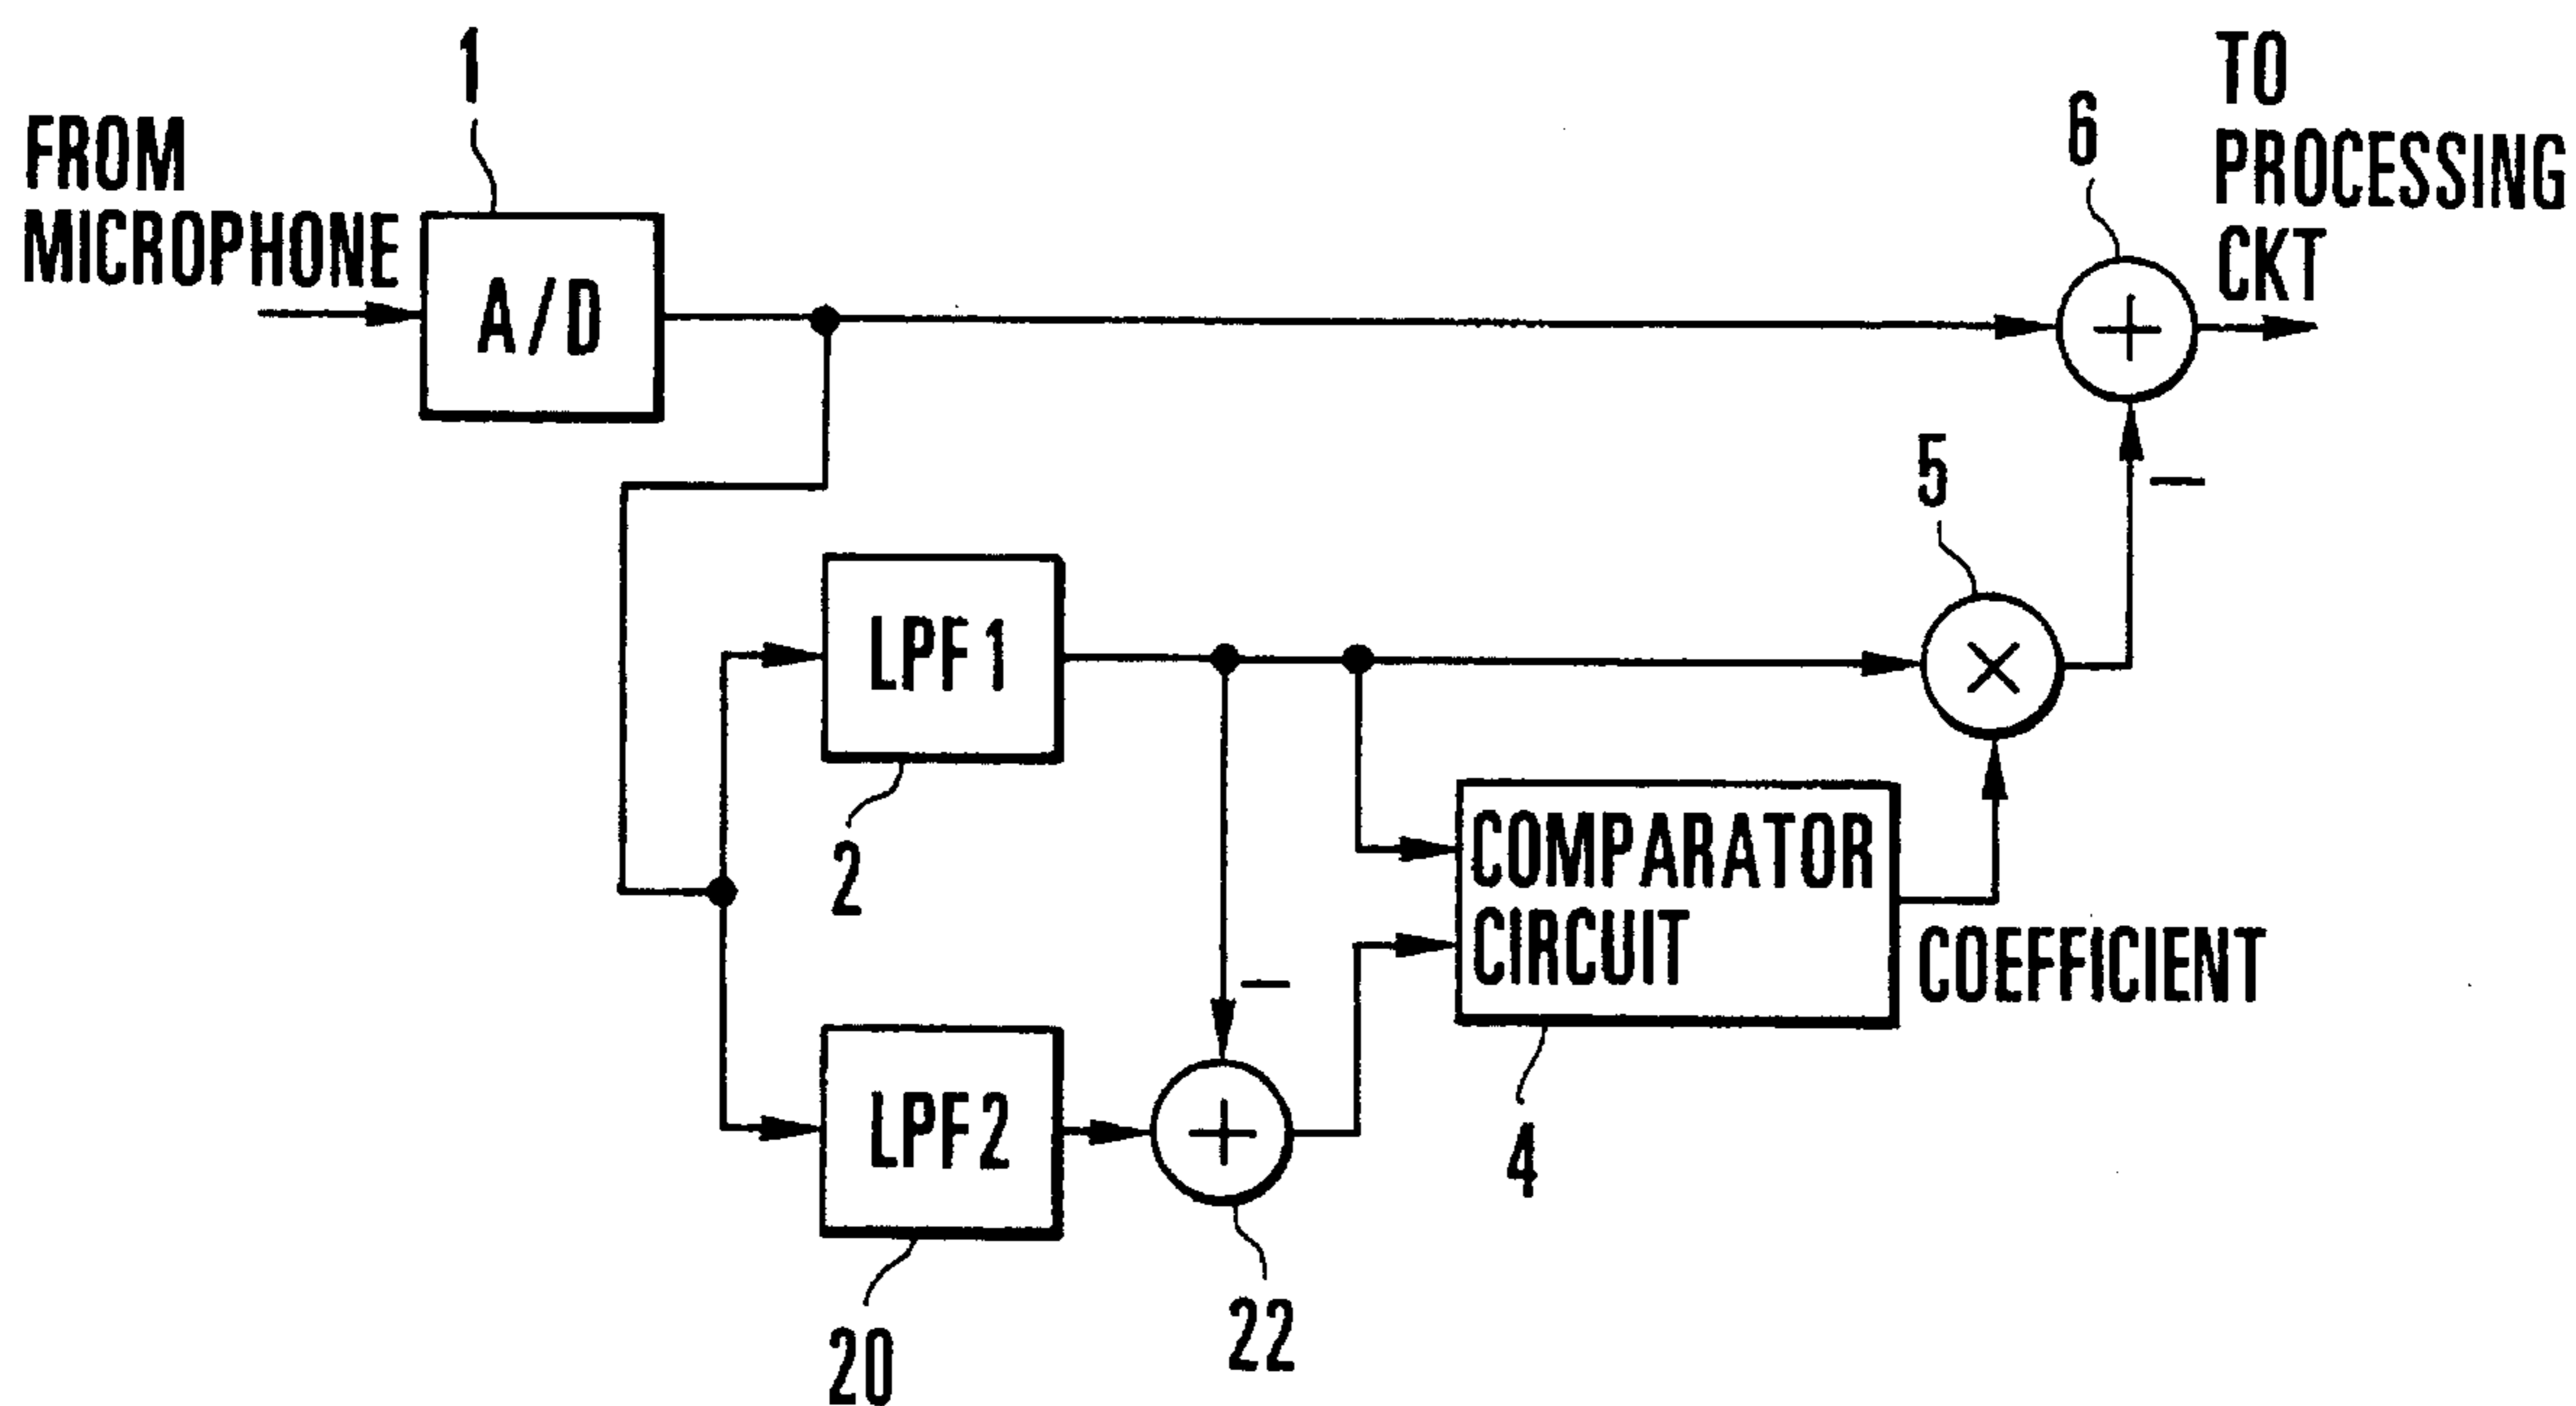 1
FROM
MICROPHONE
A/D
6
TO
PROCESSING
CKT
+
−
5
LPF1
×
2
COMPARATOR
CIRCUIT
COEFFICIENT
−
LPF2
+
4
20
22